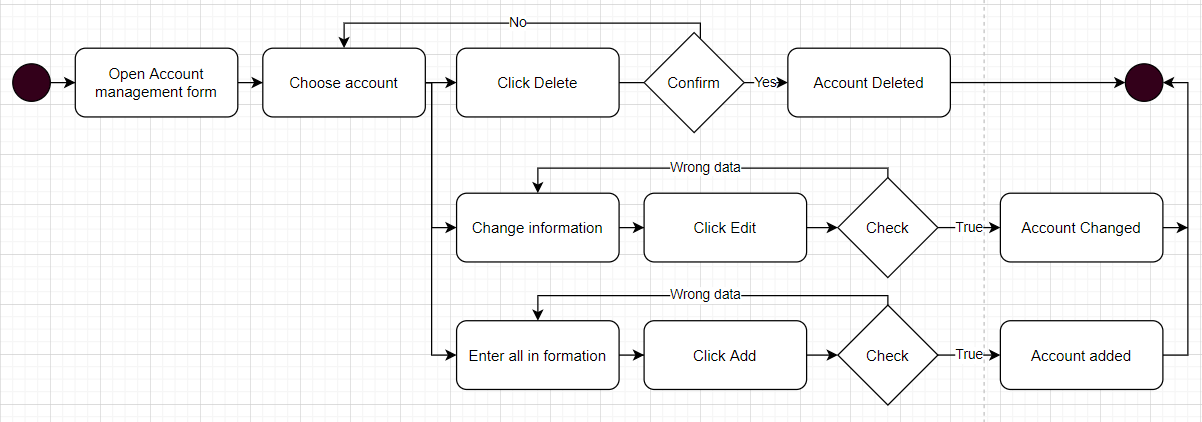 No
Open Account
management form
Choose account
Click Delete
Confirm
Yes
Account Deleted
Wrong data
Change information
Click Edit
Check
True
Account Changed
Wrong data
Enter all in formation
Click Add
Check
True
Account added